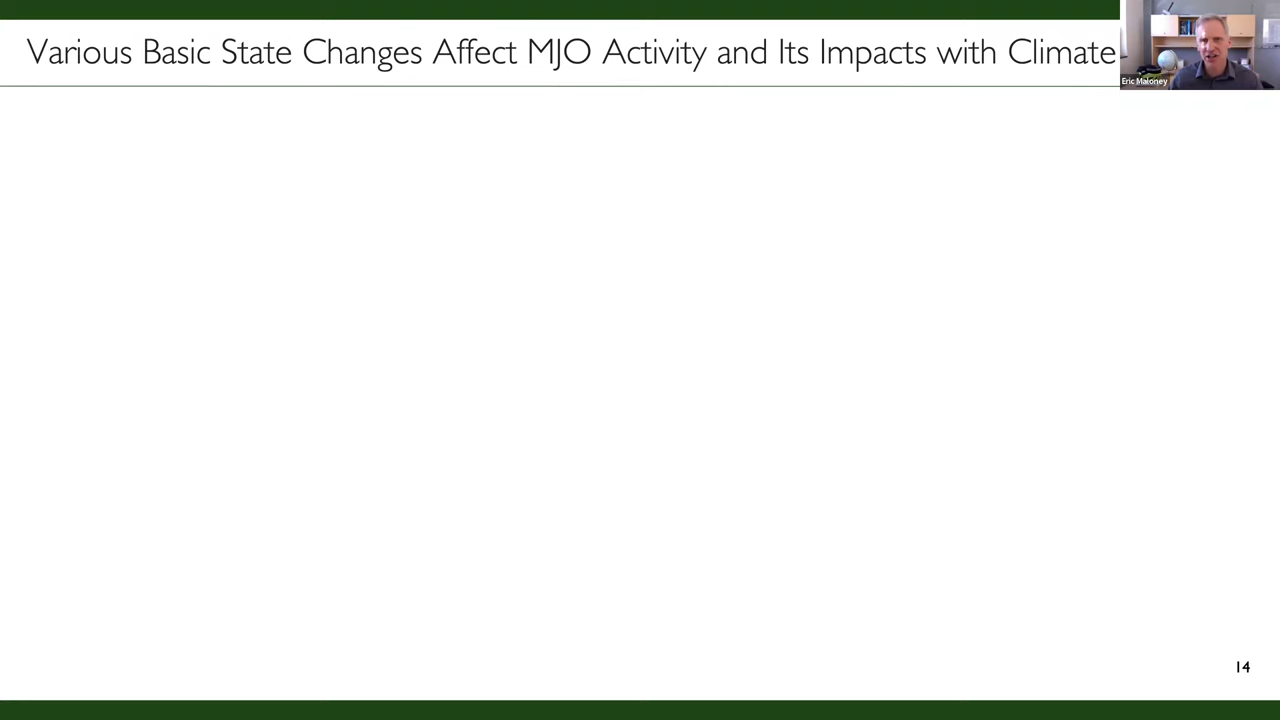 Various Basic State Changes Affect MJO Activity and Its Impacts with Climate
Eric Maloney
14